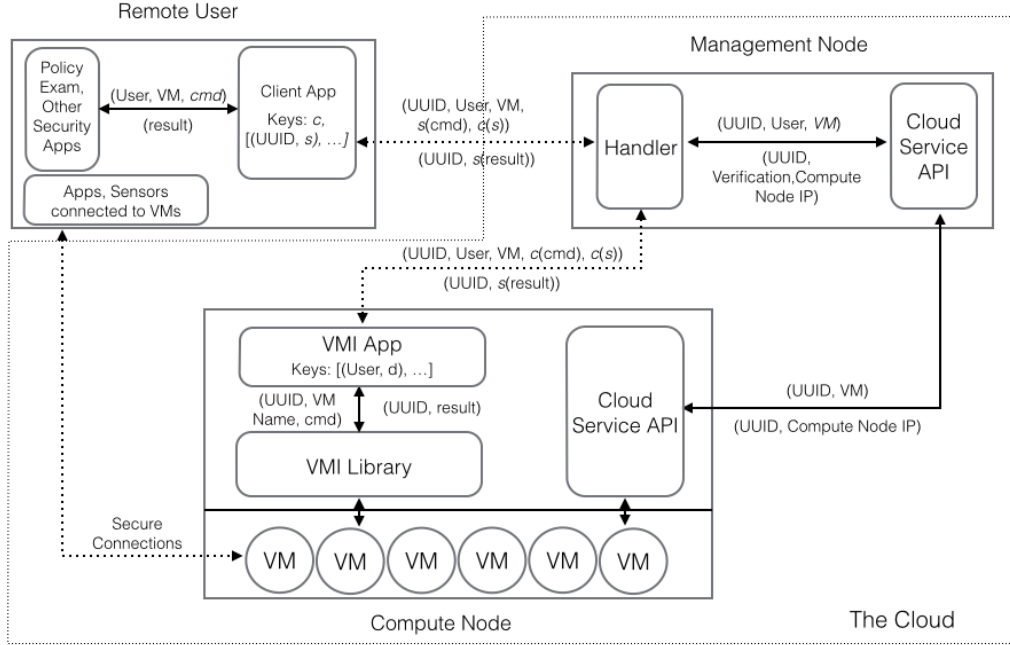 Remote User
Policy
Exam,
Other
Security
Apps
(User, VM, cmd)
(result)
Client App
Keys: c,
[(UUID, s), …]
Apps, Sensors
connected to VMs
(UUID, User, VM,
s(cmd), c(s))
(UUID, s(result))
Management Node
Handler
(UUID, User, VM)
(UUID,
Verification,Compute
Node IP)
Cloud
Service
API
(UUID, User, VM, c(cmd), c(s))
(UUID, s(result))
VMI App
Keys: [(User, d), …]
(UUID, VM
Name, cmd)
(UUID, result)
VMI Library
Cloud
Service API
(UUID, VM)
(UUID, Compute Node IP)
Secure
Connections
VM
VM
VM
VM
VM
VM
Compute Node
The Cloud